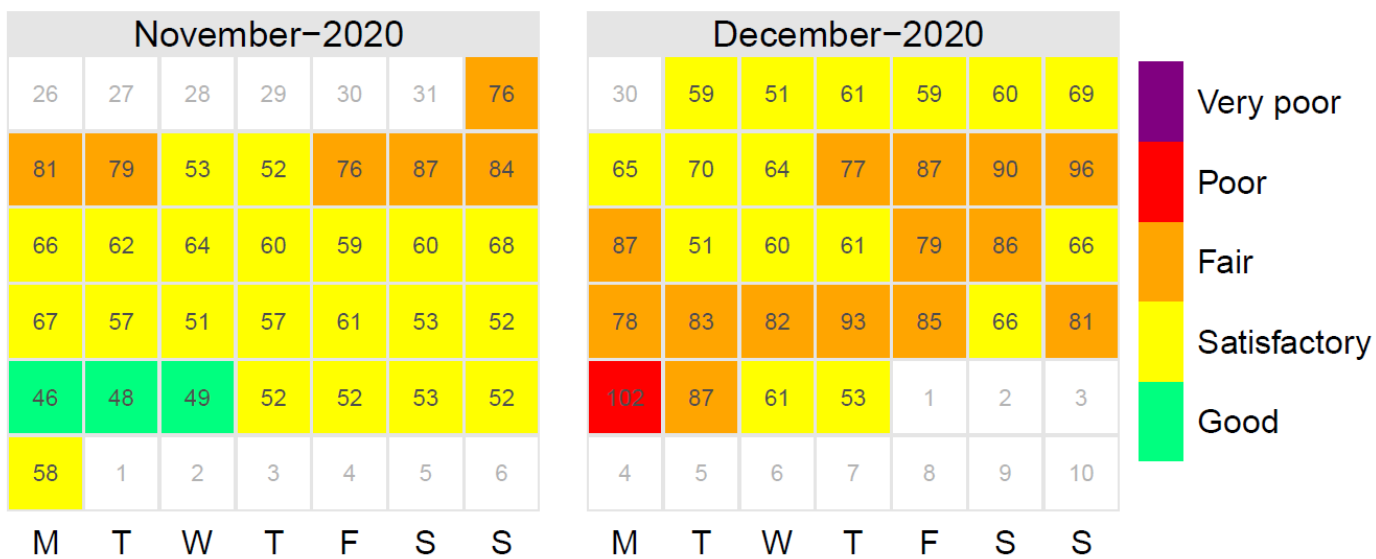 November−2020
26 27 28 29 30 31 76
81 79 53 52 76 87 84
66 62 64 60 59 60 68
67 57 51 57 61 53 52
46 48 49 52 52 53 52
58 1 2 3 4 5 6
M T W T F S S
December−2020
30 59 51 61 59 60 69
65 70 64 77 87 90 96
87 51 60 61 79 86 66
78 83 82 93 85 66 81
102 87 61 53 1 2 3
4 5 6 7 8 9 10
M T W T F S S
Very poor
Poor
Fair
Satisfactory
Good